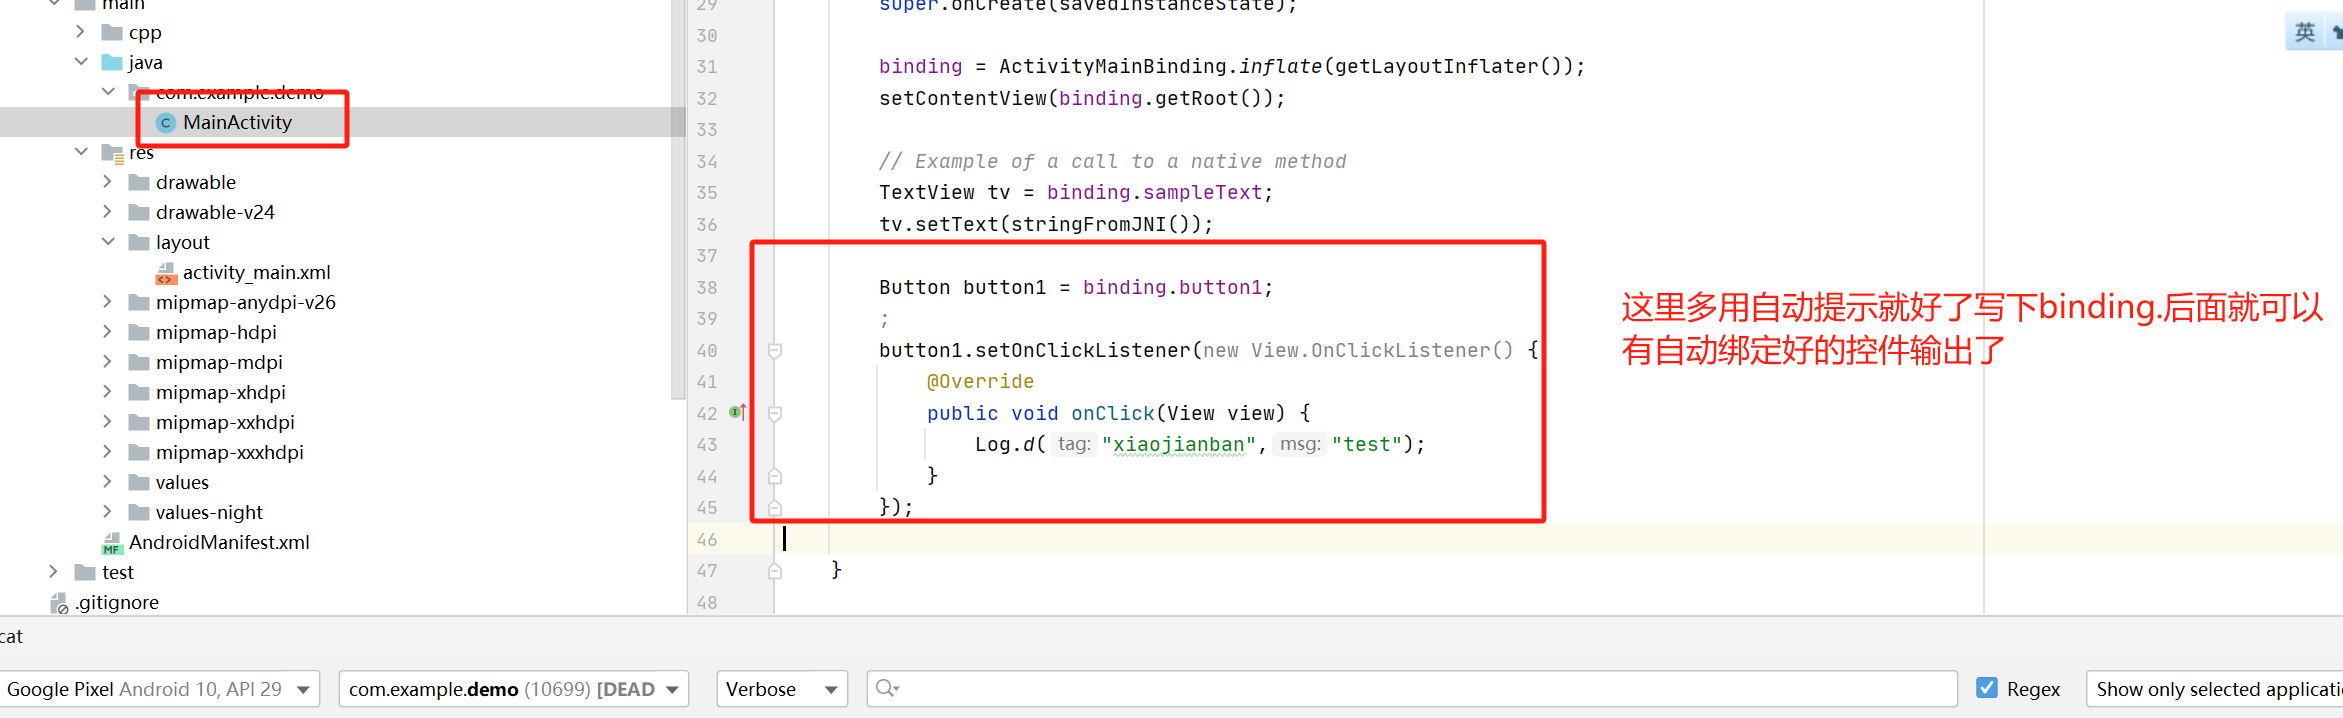 main
cpp
java
com.example.demo
MainActivity
res
drawable
drawable-v24
layout
activity_main.xml
mipmap-anydpi-v26
mipmap-hdpi
mipmap-mdpi
mipmap-xhdpi
mipmap-xxhdpi
mipmap-xxxhdpi
values
values-night
AndroidManifest.xml
test
.gitignore
29 super.onCreate(savedInstanceState);
30
31 binding = ActivityMainBinding.inflate(getLayoutInflater());
32 setContentView(binding.getRoot());
33
34 // Example of a call to a native method
35 TextView tv = binding.sampleText;
36 tv.setText(stringFromJNI());
37
38 Button button1 = binding.button1;
39 ;
40 button1.setOnClickListener(new View.OnClickListener() {
41 @Override
42 public void onClick(View view) {
43 Log.d( tag: "xiaojianban", msg: "test");
44 }
45 });
46
47 }
48
这里多用自动提示就好了写下binding.后面就可以
有自动绑定好的控件输出了
英
cat
Google Pixel Android 10, API 29
com.example.demo (10699) [DEAD
Verbose
Regex
Show only selected applicati